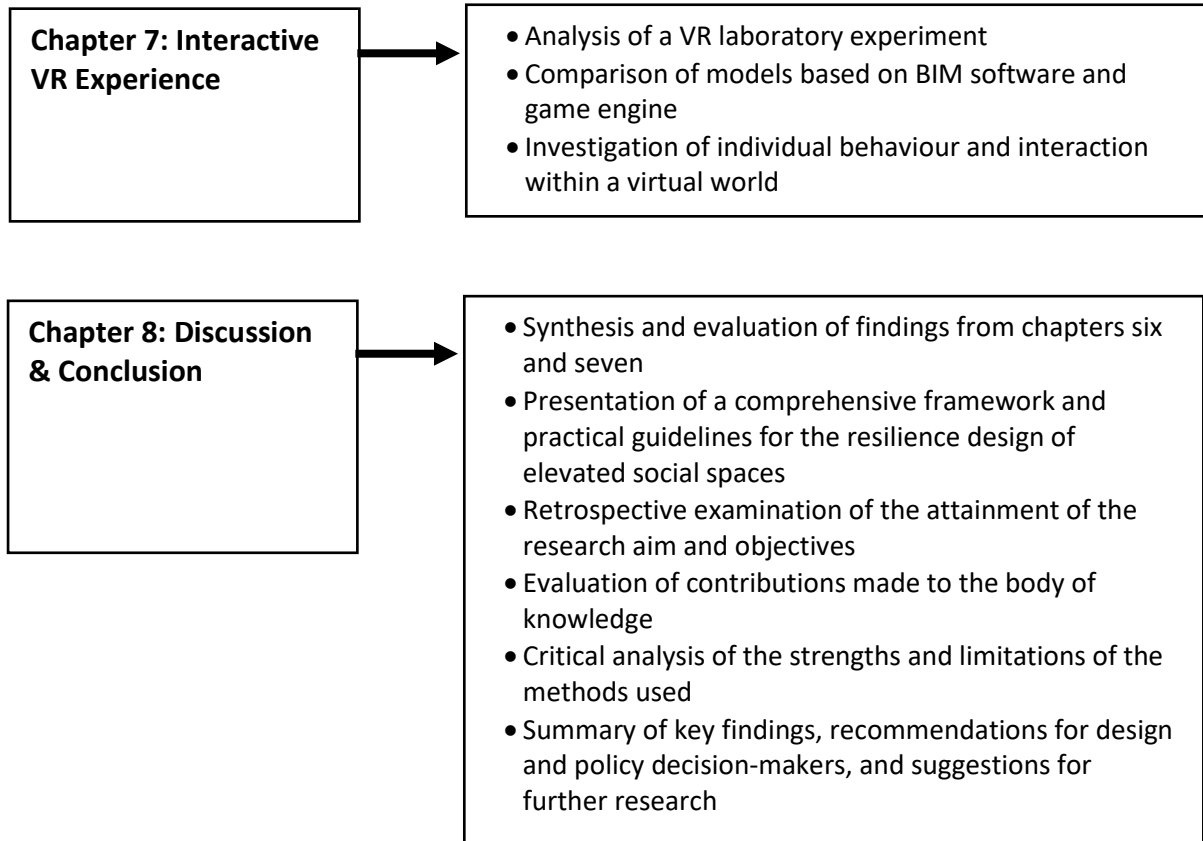 Chapter 7: Interactive
VR Experience
• Analysis of a VR laboratory experiment
• Comparison of models based on BIM software and
game engine
• Investigation of individual behaviour and interaction
within a virtual world
Chapter 8: Discussion
& Conclusion
• Synthesis and evaluation of findings from chapters six
and seven
• Presentation of a comprehensive framework and
practical guidelines for the resilience design of
elevated social spaces
• Retrospective examination of the attainment of the
research aim and objectives
• Evaluation of contributions made to the body of
knowledge
• Critical analysis of the strengths and limitations of the
methods used
• Summary of key findings, recommendations for design
and policy decision-makers, and suggestions for
further research